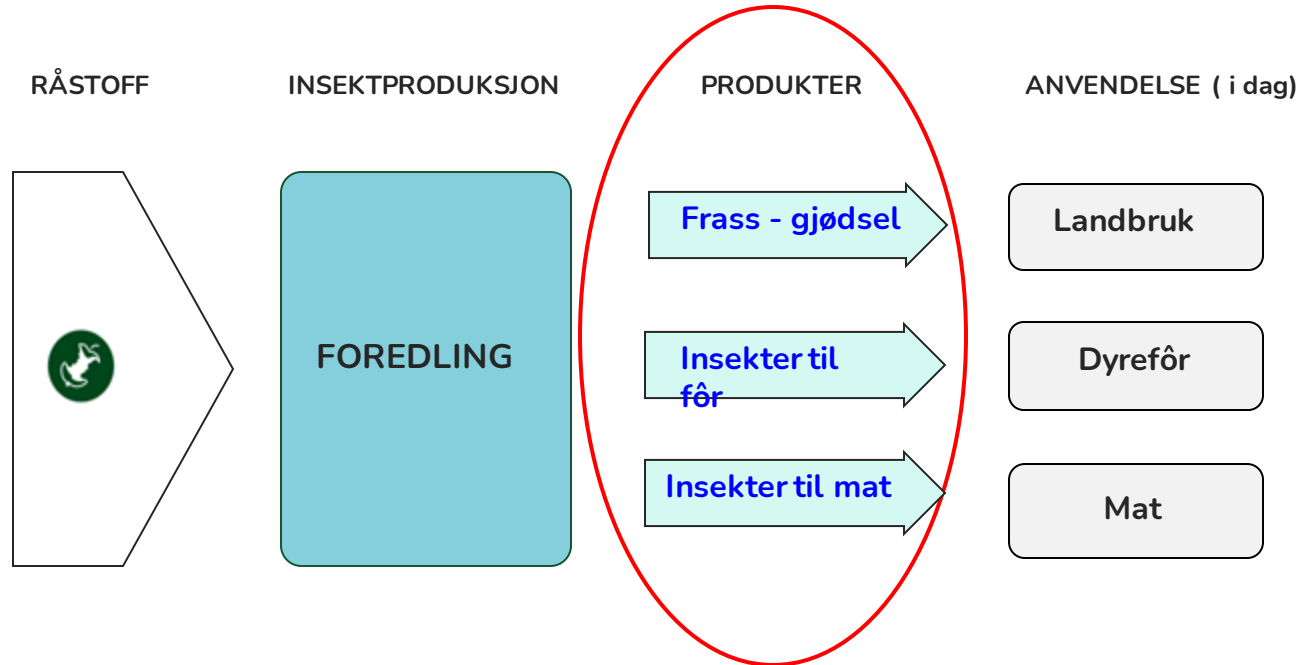 RÅSTOFF
INSEKTPRODUKSJON
PRODUKTER
ANVENDELSE ( i dag)
FOREDLING
Frass - gjødsel
Insekter til
fôr
Insekter til mat
Landbruk
Dyrefôr
Mat